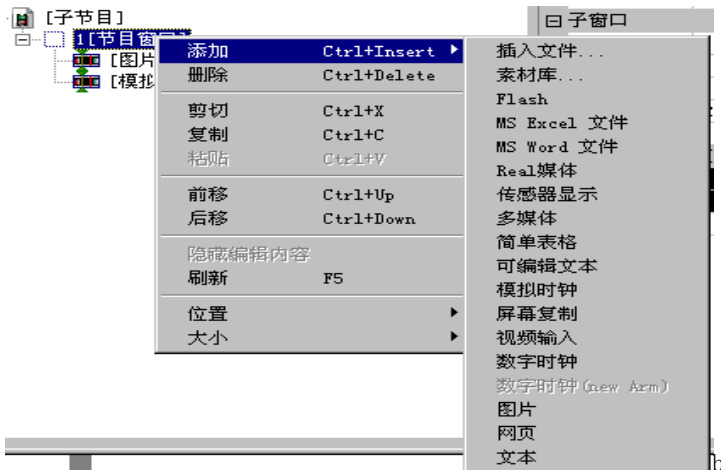 [子节目]
子窗口
1[节目窗
[图片
[模拟
添加 Ctrl+Insert
删除 Ctrl+Delete
剪切 Ctrl+X
复制 Ctrl+C
粘贴 Ctrl+V
前移 Ctrl+Up
后移 Ctrl+Down
隐藏编辑内容
刷新 F5
位置
大小
插入文件...
素材库...
Flash
MS Excel 文件
MS Word 文件
Real媒体
传感器显示
多媒体
简单表格
可编辑文本
模拟时钟
屏幕复制
视频输入
数字时钟
数字时钟(new Arm)
图片
网页
文本